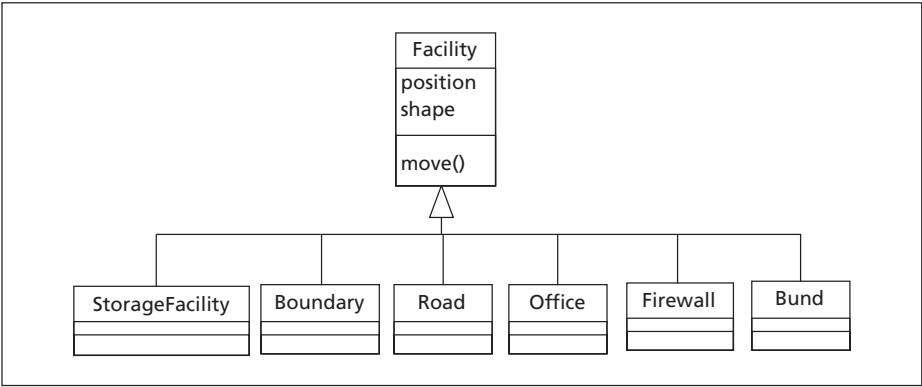 Facility
position
shape
move()
StorageFacility
Boundary
Road
Office
Firewall
Bund